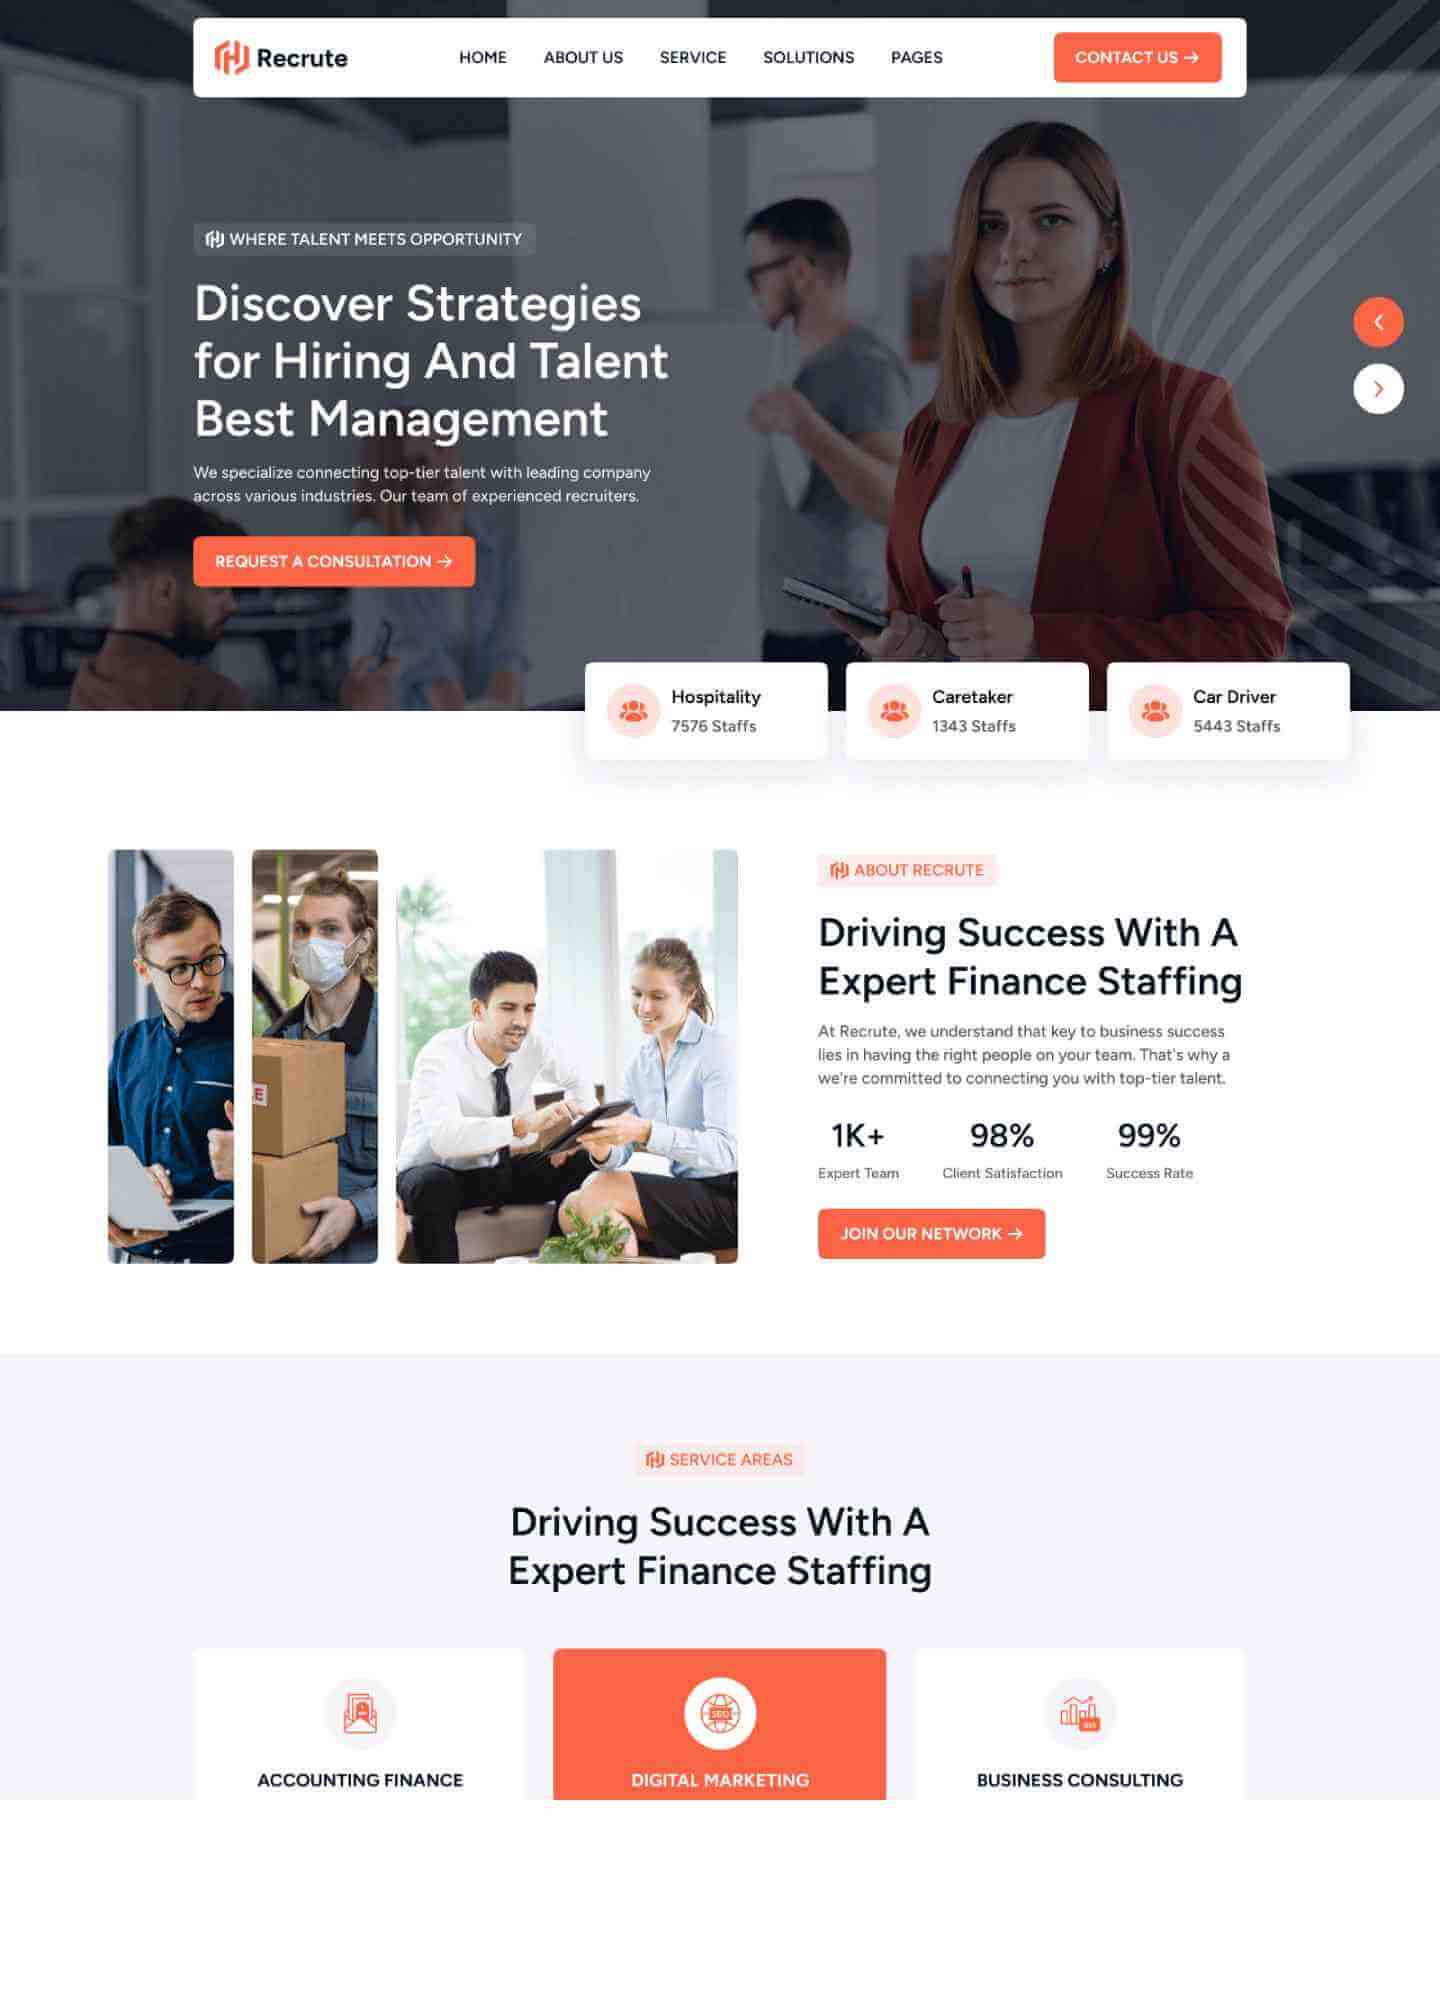 Recrute
HOME
ABOUT US
SERVICE
SOLUTIONS
PAGES
CONTACT US →
WHERE TALENT MEETS OPPORTUNITY
Discover Strategies
for Hiring And Talent
Best Management
We specialize connecting top-tier talent with leading company
across various industries. Our team of experienced recruiters.
REQUEST A CONSULTATION →
Hospitality
7576 Staffs
Caretaker
1343 Staffs
Car Driver
5443 Staffs
ABOUT RECRUTE
Driving Success With A
Expert Finance Staffing
At Recrute, we understand that key to business success
lies in having the right people on your team. That's why a
we're committed to connecting you with top-tier talent.
1K+
Expert Team
98%
Client Satisfaction
99%
Success Rate
JOIN OUR NETWORK →
SERVICE AREAS
Driving Success With A
Expert Finance Staffing
ACCOUNTING FINANCE
SEO
DIGITAL MARKETING
BUSINESS CONSULTING